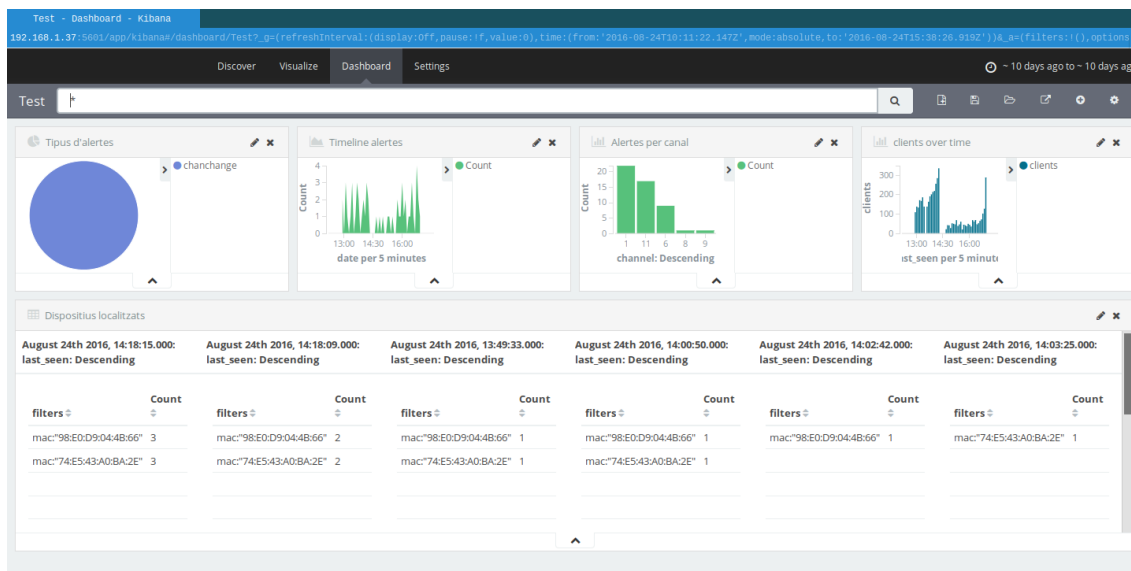 Test - Dashboard - Kibana
192.168.1.37:5601/app/kibana#/dashboard/Test?_g=(refreshInterval:(display:Off,pause:!f,value:0),time:(from:'2016-08-24T10:11:22.147Z',mode:absolute,to:'2016-08-24T15:38:26.919Z'))&_a=(filters:!(),options
Discover Visualize Dashboard Settings ~ 10 days ago to ~ 10 days ag
Test *
Tipus d'alertes
chanchange
Timeline alertes
Count
4
3
2
1
0
Count
13:00 14:30 16:00
date per 5 minutes
Alertes per canal
Count
20
15
10
5
0
Count
1 11 6 8 9
channel: Descending
clients over time
clients
300
200
100
0
clients
13:00 14:30 16:00
ast_seen per 5 minute
Dispositius localitzats
August 24th 2016, 14:18:15.000: August 24th 2016, 14:18:09.000: August 24th 2016, 13:49:33.000: August 24th 2016, 14:00:50.000: August 24th 2016, 14:02:42.000: August 24th 2016, 14:03:25.000:
last_seen: Descending last_seen: Descending last_seen: Descending last_seen: Descending last_seen: Descending last_seen: Descending
filters Count filters Count filters Count filters Count filters Count filters Count
mac:"98:E0:D9:04:4B:66" 3 mac:"98:E0:D9:04:4B:66" 2 mac:"98:E0:D9:04:4B:66" 1 mac:"98:E0:D9:04:4B:66" 1 mac:"98:E0:D9:04:4B:66" 1 mac:"74:E5:43:A0:BA:2E" 1
mac:"74:E5:43:A0:BA:2E" 3 mac:"74:E5:43:A0:BA:2E" 2 mac:"74:E5:43:A0:BA:2E" 1 mac:"74:E5:43:A0:BA:2E" 1